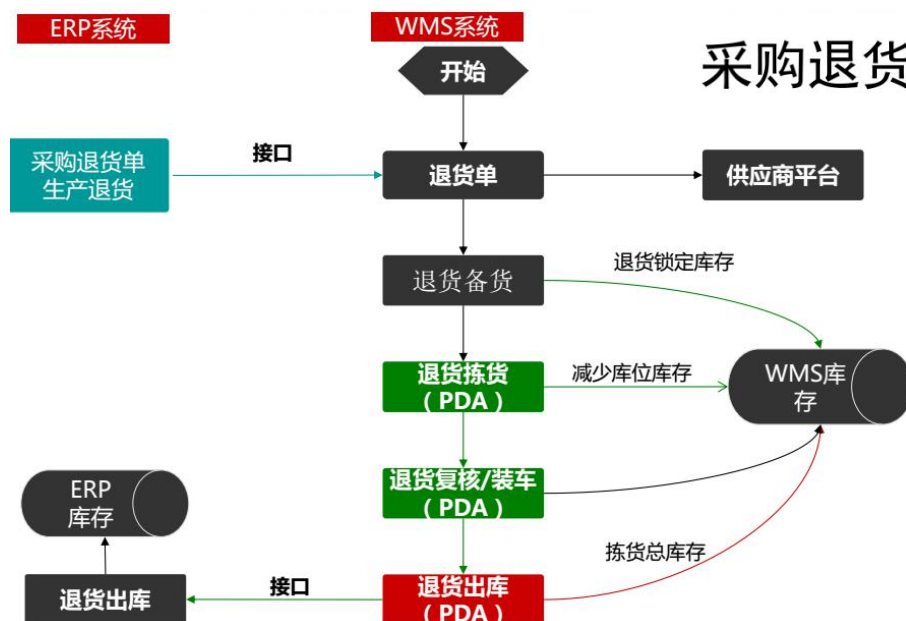 ERP系统
WMS系统
开始
采购退货
采购退货单
生产退货
接口
退货单
供应商平台
退货备货
退货锁定库存
退货拣货
（PDA）
减少库位库存
WMS库
存
退货复核/装车
（PDA）
ERP
库存
拣货总库存
退货出库
接口
退货出库
（PDA）